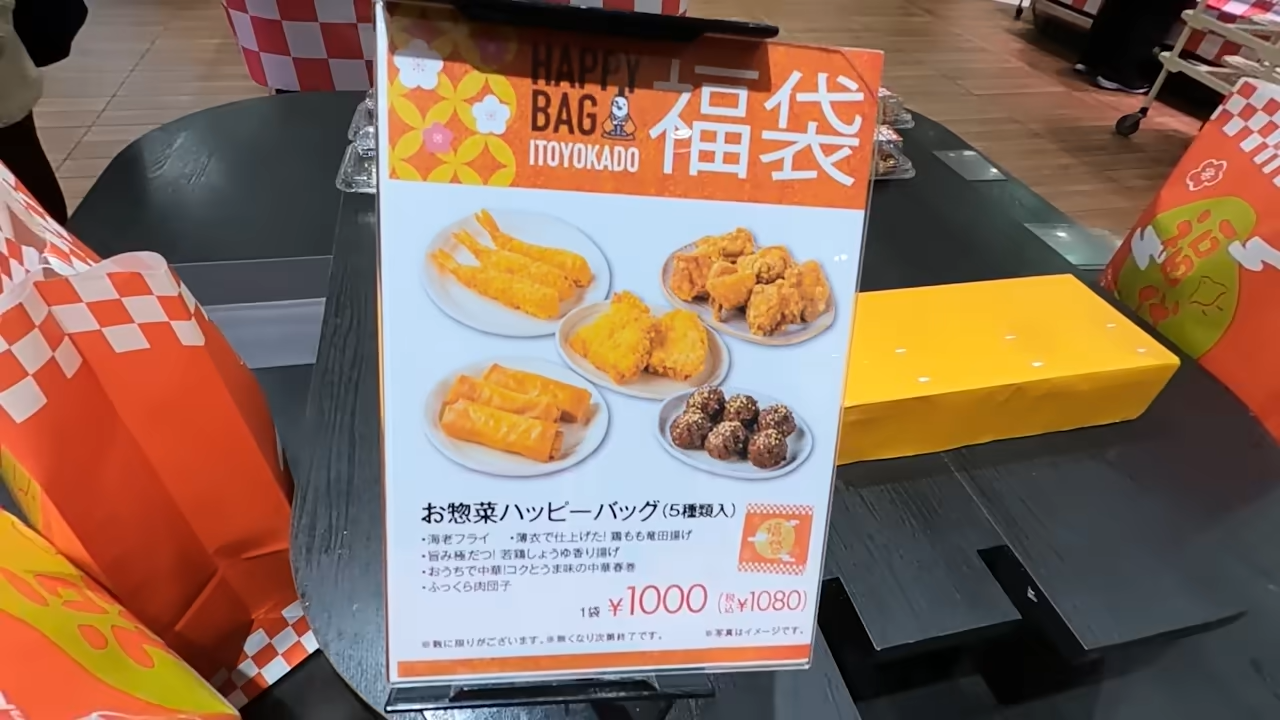 HAPPY
BAG
ITOYOKADO
福袋
お惣菜ハッピーバッグ(5種類入)
・海老フライ ・薄衣で仕上げた! 鶏もも竜田揚げ
・旨み極だつ! 若鶏しょうゆ香り揚げ
・おうちで中華!コクとうま味の中華春巻
・ふっくら肉団子
福袋
1袋 ¥1000 (税込¥1080)
※数に限りがございます。※無くなり次第終了です。 ※写真はイメージです。